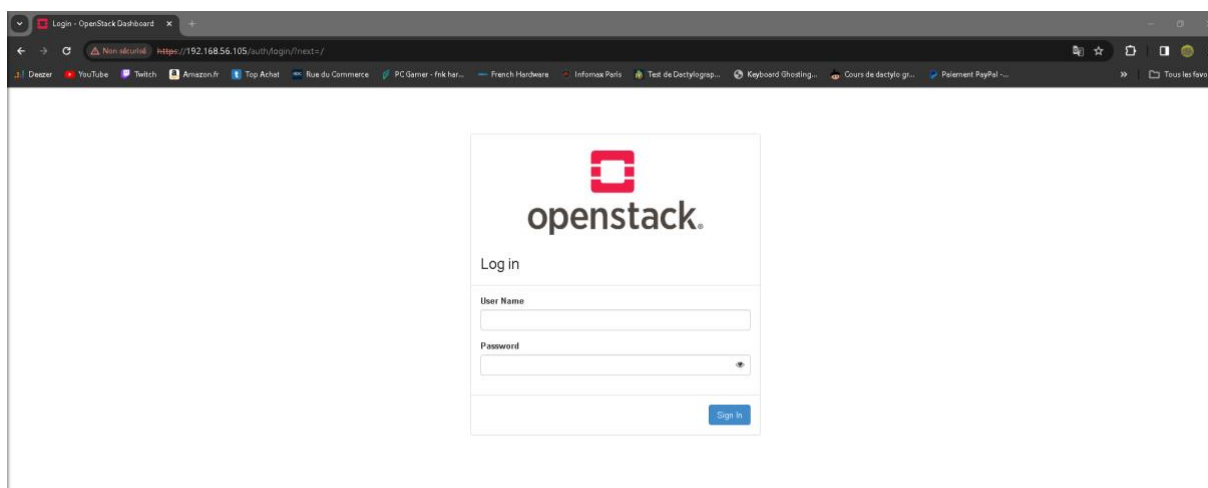 Login - OpenStack Dashboard
Non sécurisé https://192.168.56.105/auth/login/?next=/
Deezer YouTube Twitch Amazon.fr Top Achat Rue du Commerce PC Gamer - fnk har... French Hardware Infomax Paris Test de Dactylograp... Keyboard Ghosting... Cours de dactylo gr... Paiement PayPal -... » Tous les favo
openstack.
Log in
User Name
Password
Sign In